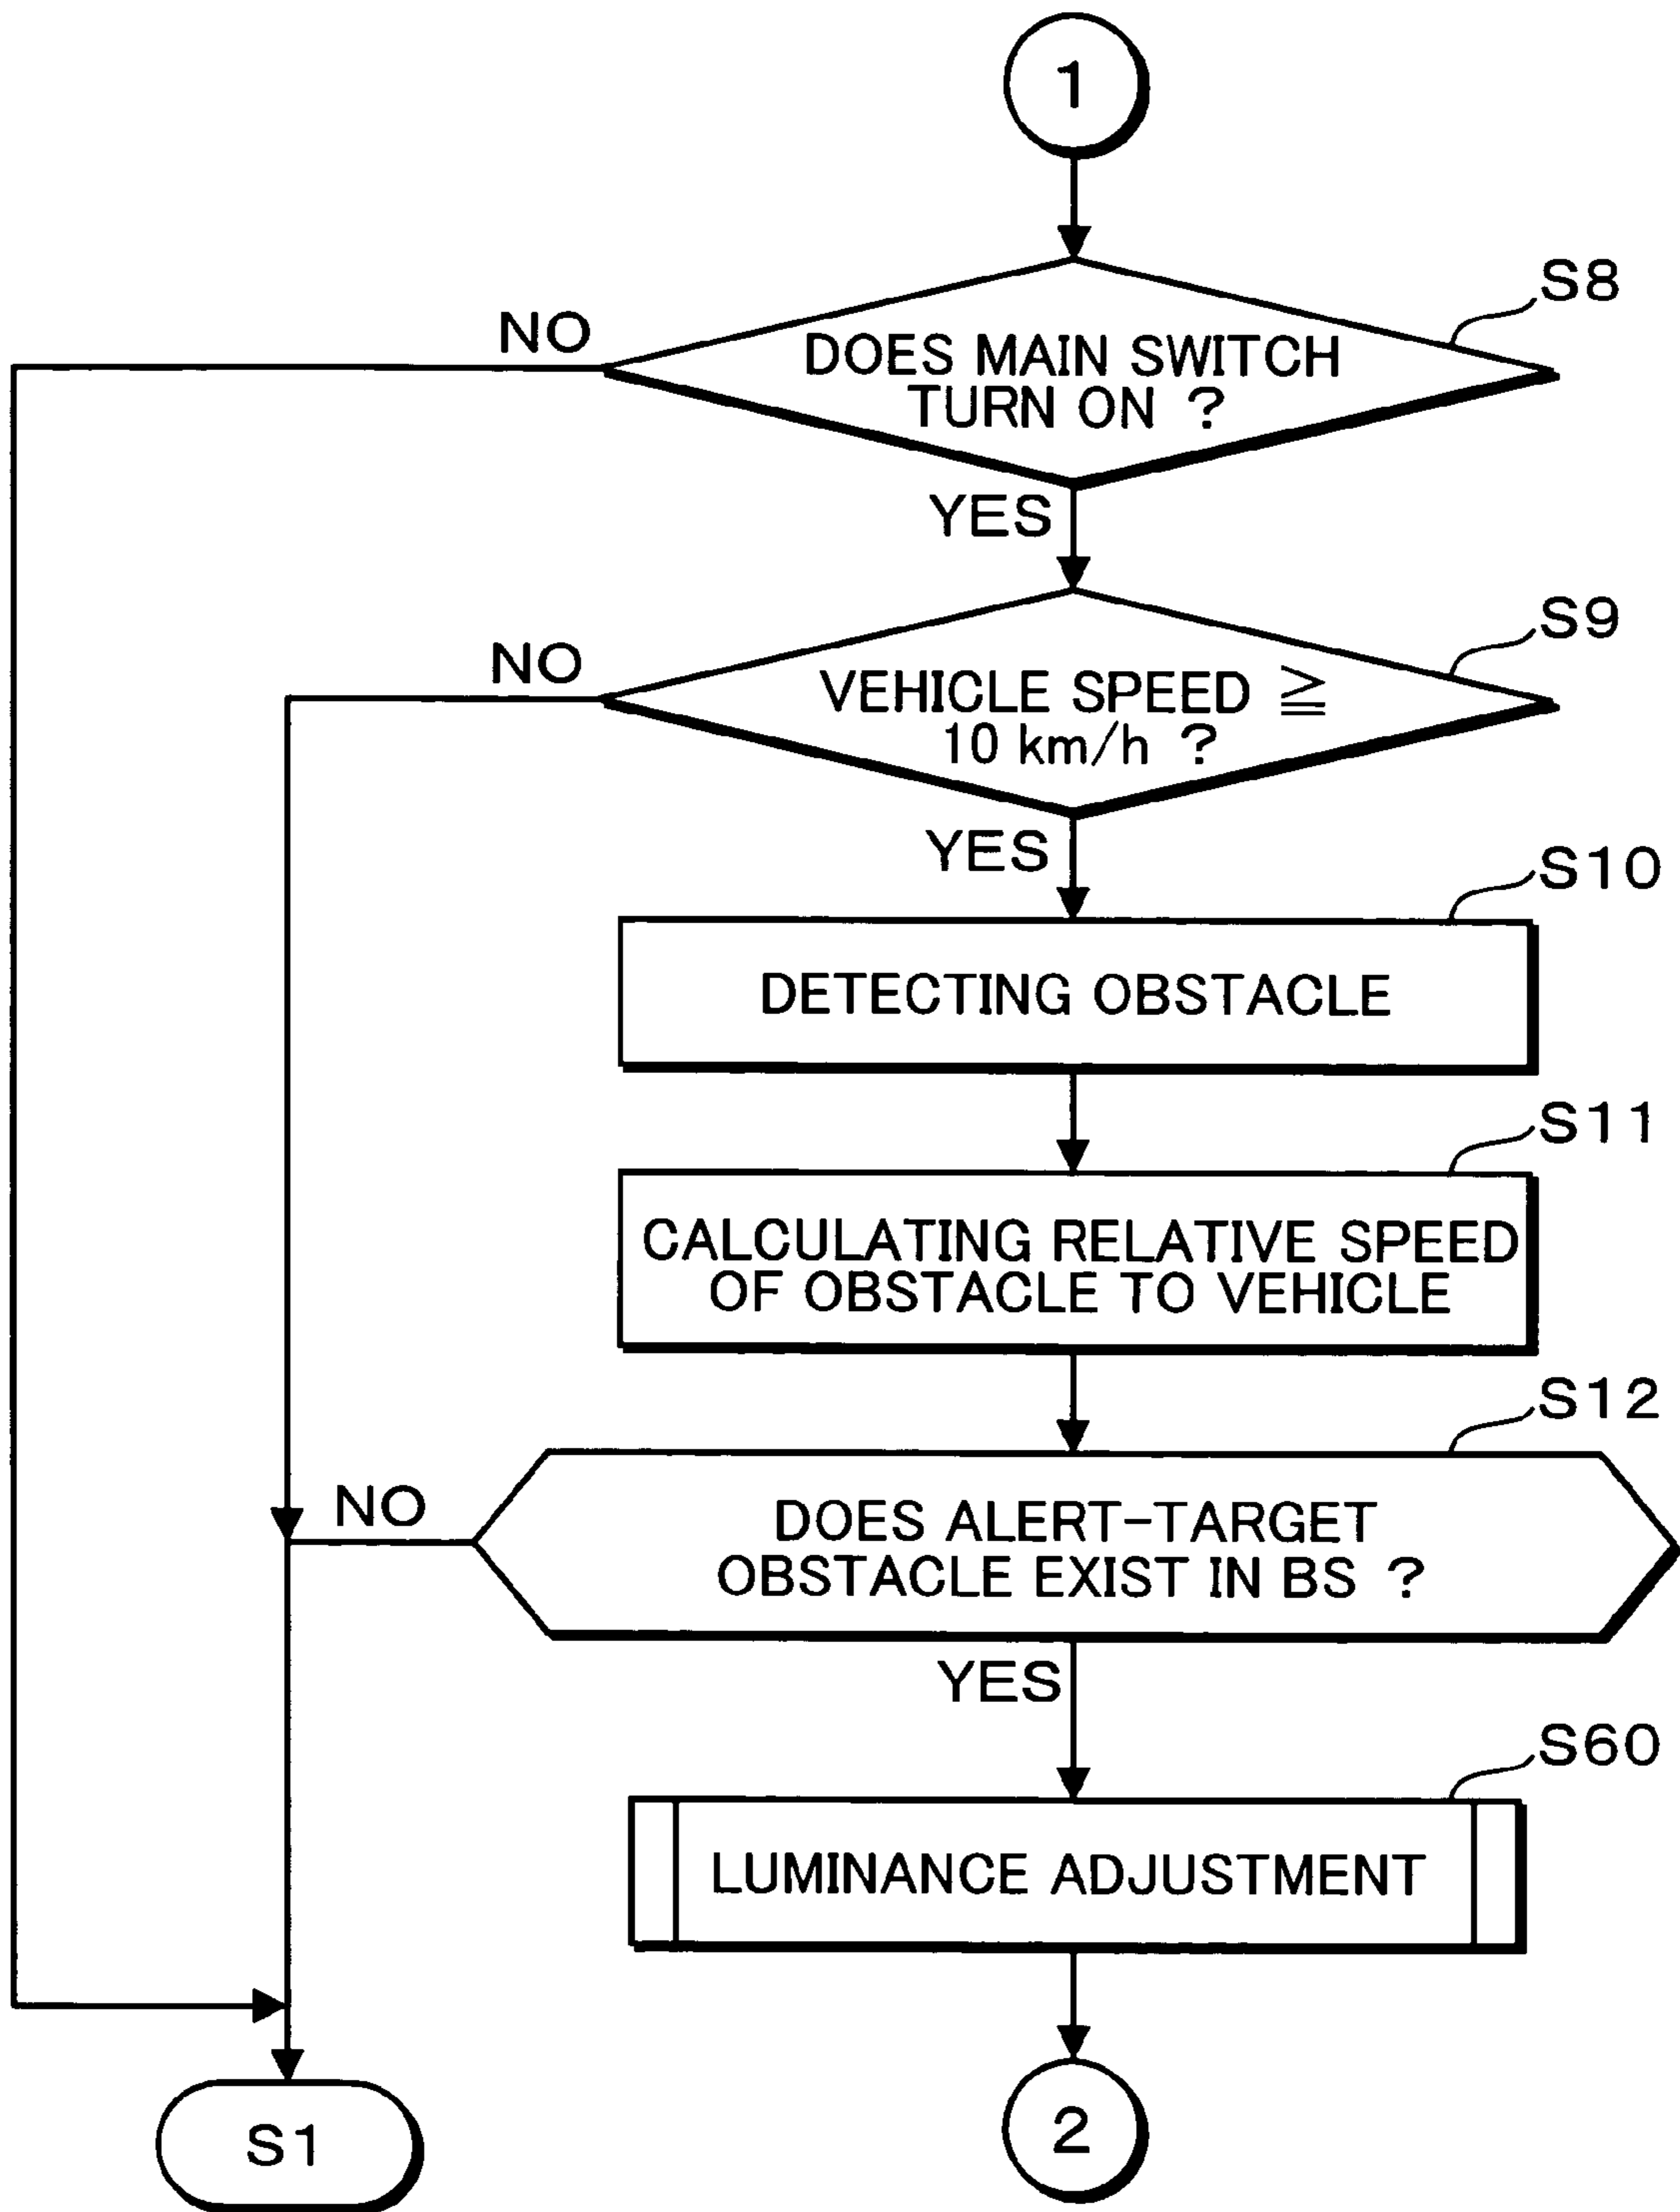 1
S8
NO
DOES MAIN SWITCH
TURN ON ?
YES
S9
NO
VEHICLE SPEED ≧
10 km/h ?
YES
S10
DETECTING OBSTACLE
S11
CALCULATING RELATIVE SPEED
OF OBSTACLE TO VEHICLE
S12
NO
DOES ALERT-TARGET
OBSTACLE EXIST IN BS ?
YES
S60
LUMINANCE ADJUSTMENT
S1
2